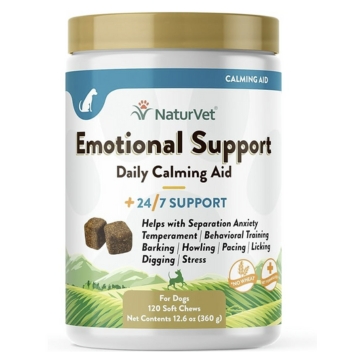 CALMING AID
NaturVet®
Emotional Support
Daily Calming Aid
+ 24/7 SUPPORT
Helps with Separation Anxiety
Temperament | Behavioral Training
Barking | Howling | Pacing | Licking
Digging | Stress
For Dogs
120 Soft Chews
Net Contents 12.6 oz (360 g)